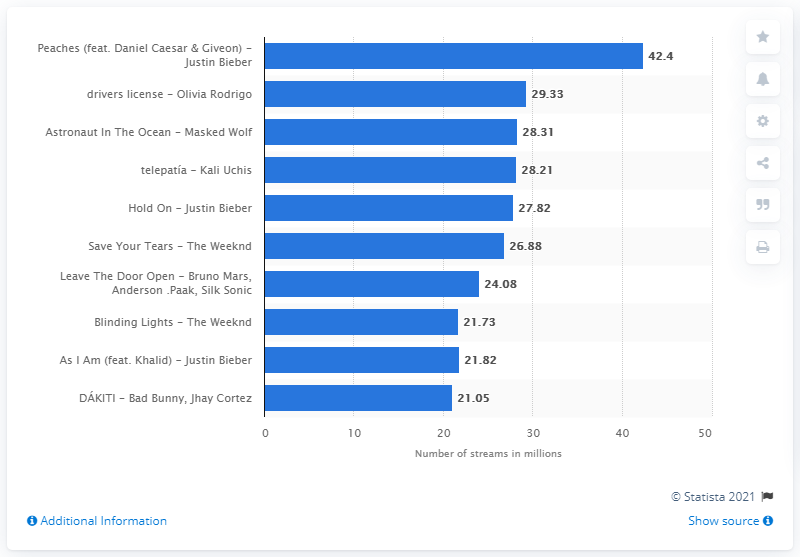 Peaches (feat. Daniel Caesar & Giveon) –
Justin Bieber
42.4
drivers license – Olivia Rodrigo
29.33
Astronaut In The Ocean – Masked Wolf
28.31
telepatía – Kali Uchis
28.21
Hold On – Justin Bieber
27.82
Save Your Tears – The Weeknd
26.88
Leave The Door Open – Bruno Mars,
Anderson .Paak, Silk Sonic
24.08
Blinding Lights – The Weeknd
21.73
As I Am (feat. Khalid) – Justin Bieber
21.82
DÁKITI – Bad Bunny, Jhay Cortez
21.05
0 10 20 30 40 50
Number of streams in millions
© Statista 2021
Additional Information
Show source